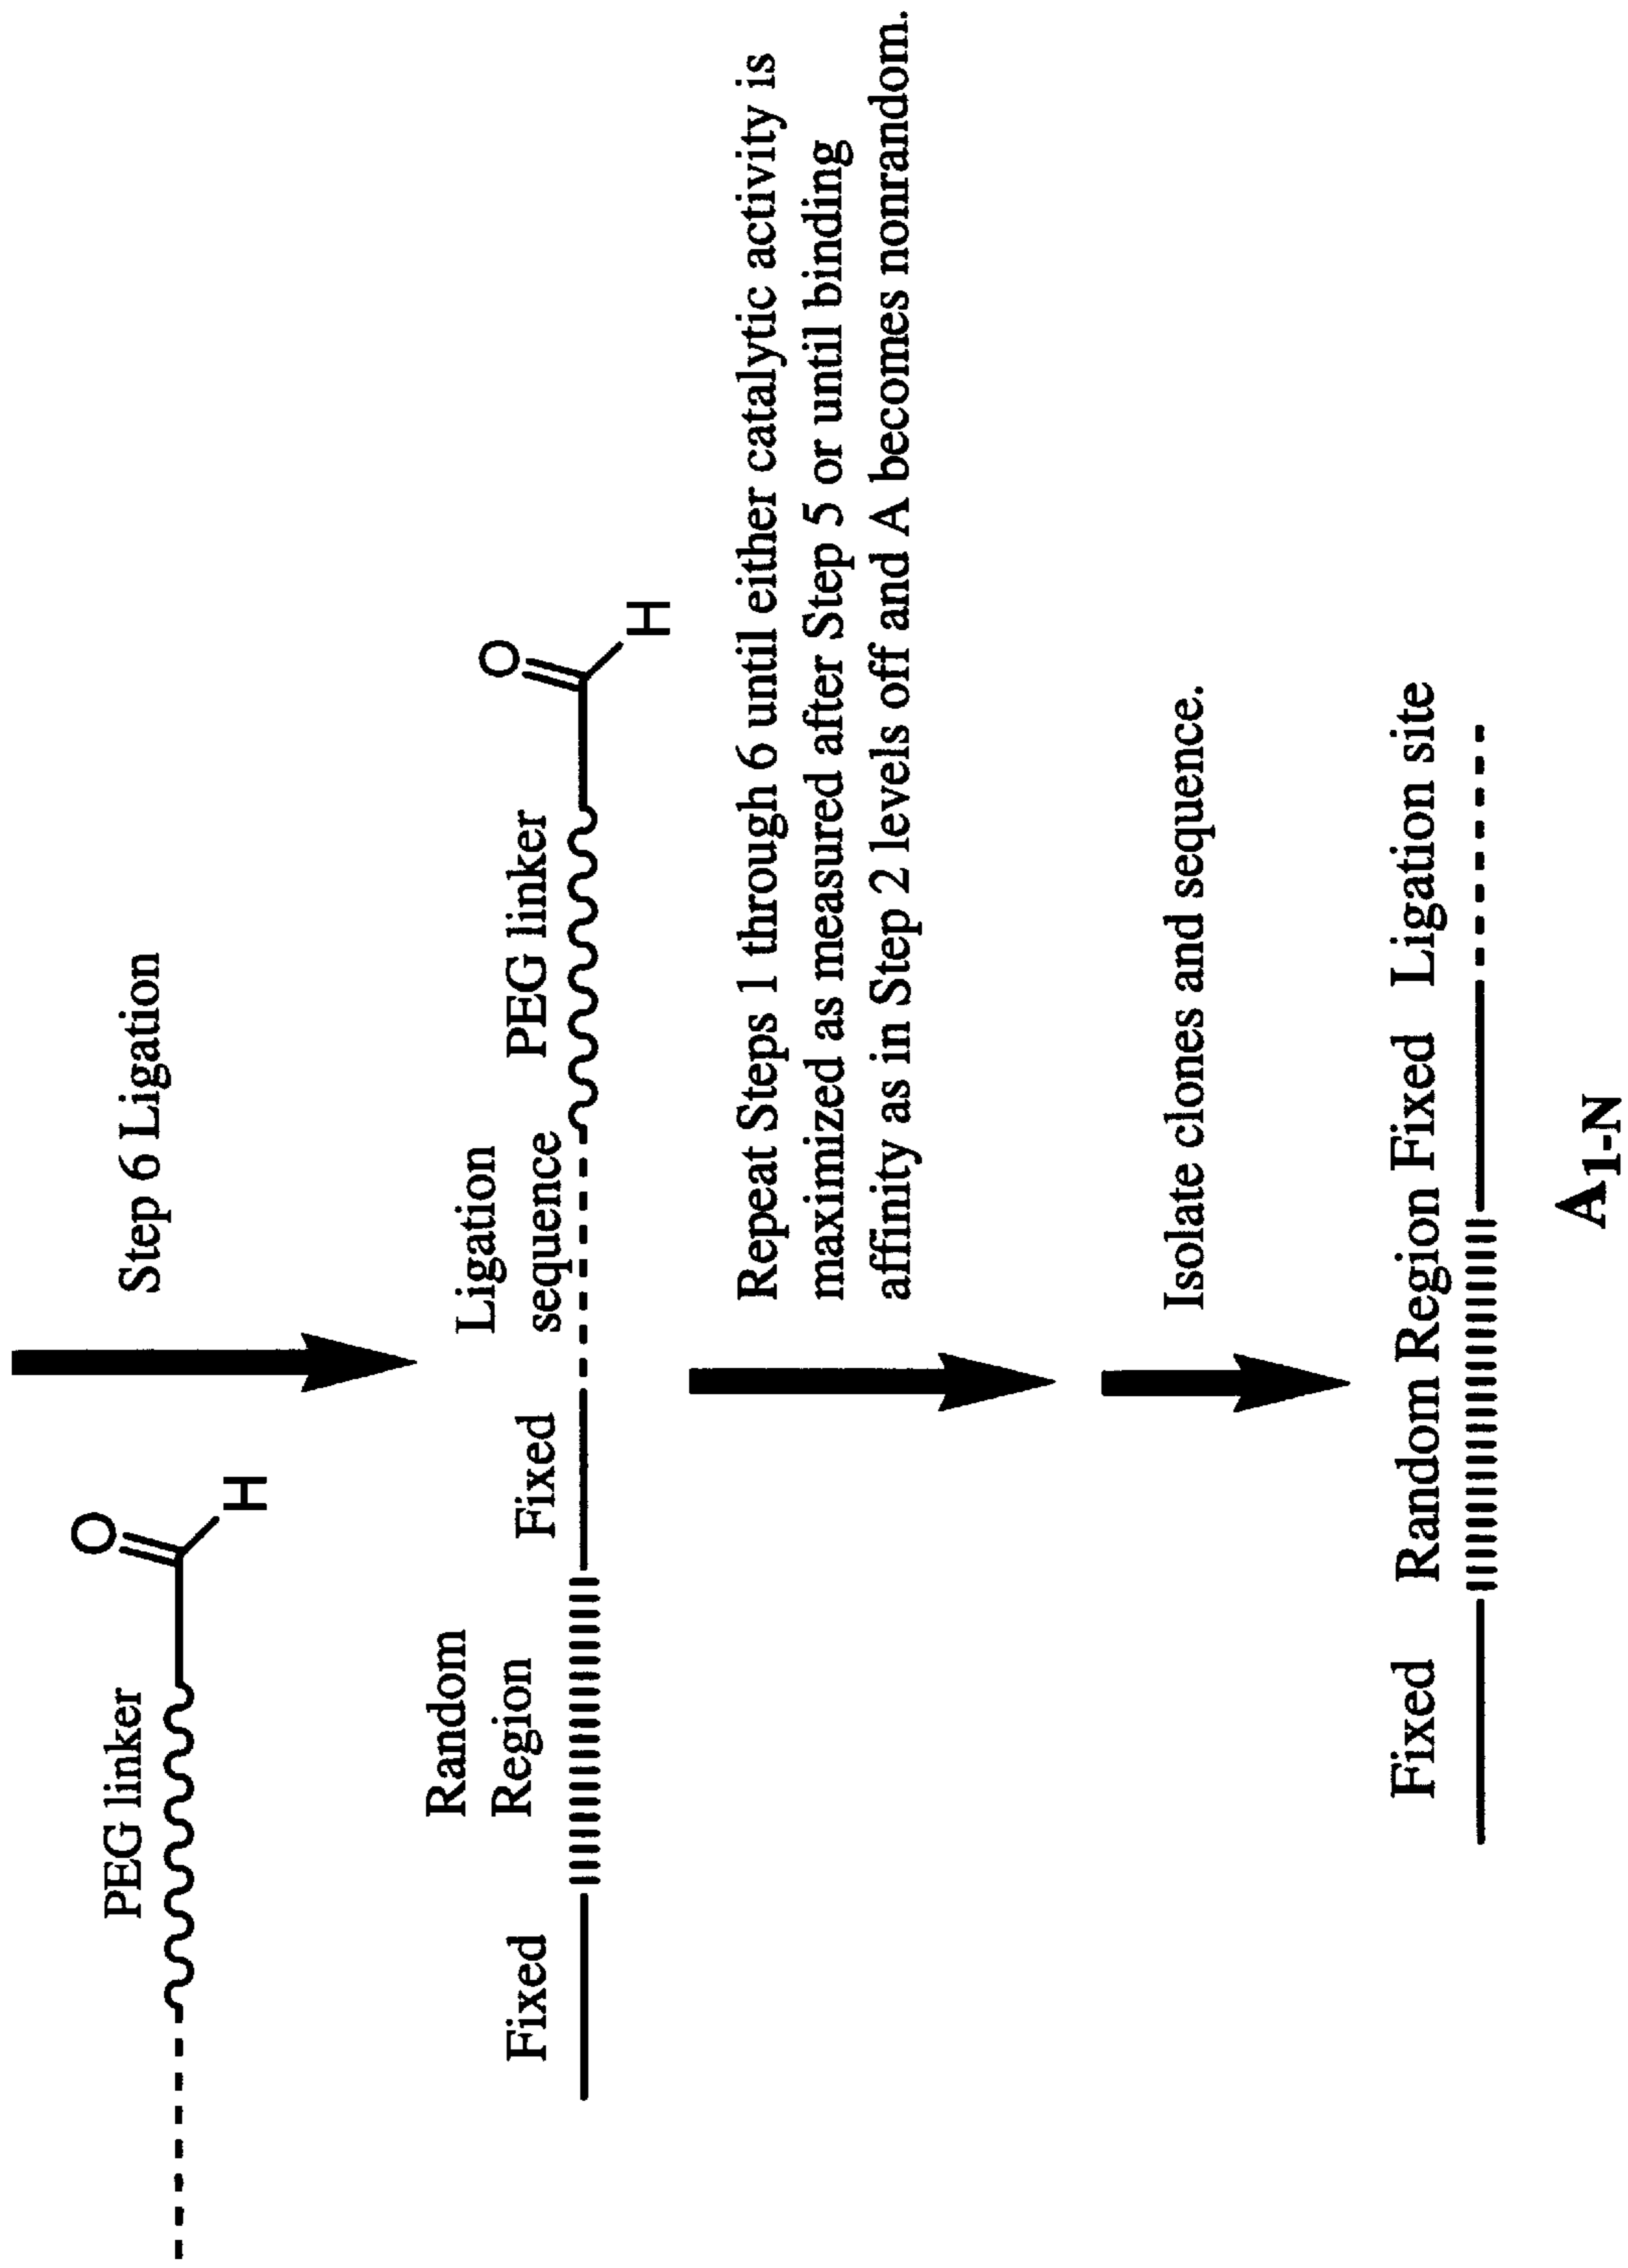 Step 6 Ligation
PEG linker
O
H
Random
Region
Fixed
Fixed
Ligation
sequence
PEG linker
O
H
Repeat Steps 1 through 6 until either catalytic activity is
maximized as measured after Step 5 or until binding
affinity as in Step 2 levels off and A becomes nonrandom.
Isolate clones and sequence.
Fixed Random Region Fixed Ligation site
A1-N